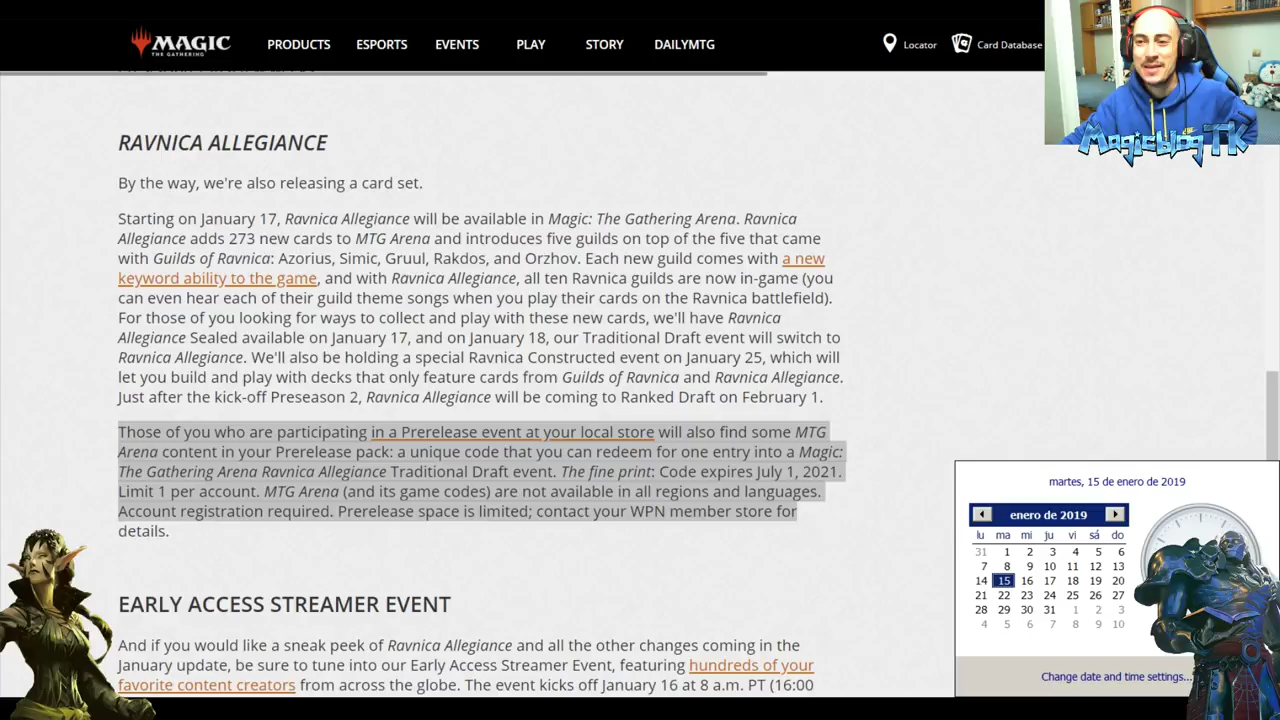 MAGIC
THE GATHERING
PRODUCTS ESPORTS EVENTS PLAY STORY DAILYMTG
Locator Card Database
MagicblogTK
RAVNICA ALLEGIANCE
By the way, we're also releasing a card set.
Starting on January 17, Ravnica Allegiance will be available in Magic: The Gathering Arena. Ravnica
Allegiance adds 273 new cards to MTG Arena and introduces five guilds on top of the five that came
with Guilds of Ravnica: Azorius, Simic, Gruul, Rakdos, and Orzhov. Each new guild comes with a new
keyword ability to the game, and with Ravnica Allegiance, all ten Ravnica guilds are now in-game (you
can even hear each of their guild theme songs when you play their cards on the Ravnica battlefield).
For those of you looking for ways to collect and play with these new cards, we'll have Ravnica
Allegiance Sealed available on January 17, and on January 18, our Traditional Draft event will switch to
Ravnica Allegiance. We'll also be holding a special Ravnica Constructed event on January 25, which will
let you build and play with decks that only feature cards from Guilds of Ravnica and Ravnica Allegiance.
Just after the kick-off Preseason 2, Ravnica Allegiance will be coming to Ranked Draft on February 1.
Those of you who are participating in a Prerelease event at your local store will also find some MTG
Arena content in your Prerelease pack: a unique code that you can redeem for one entry into a Magic:
The Gathering Arena Ravnica Allegiance Traditional Draft event. The fine print: Code expires July 1, 2021.
Limit 1 per account. MTG Arena (and its game codes) are not available in all regions and languages.
Account registration required. Prerelease space is limited; contact your WPN member store for
details.
EARLY ACCESS STREAMER EVENT
And if you would like a sneak peek of Ravnica Allegiance and all the other changes coming in the
January update, be sure to tune into our Early Access Streamer Event, featuring hundreds of your
favorite content creators from across the globe. The event kicks off January 16 at 8 a.m. PT (16:00
martes, 15 de enero de 2019
enero de 2019
lu ma mi ju vi sá do
31 1 2 3 4 5 6
7 8 9 10 11 12 13
14 15 16 17 18 19 20
21 22 23 24 25 26 27
28 29 30 31 1 2 3
4 5 6 7 8 9 10
Change date and time settings...